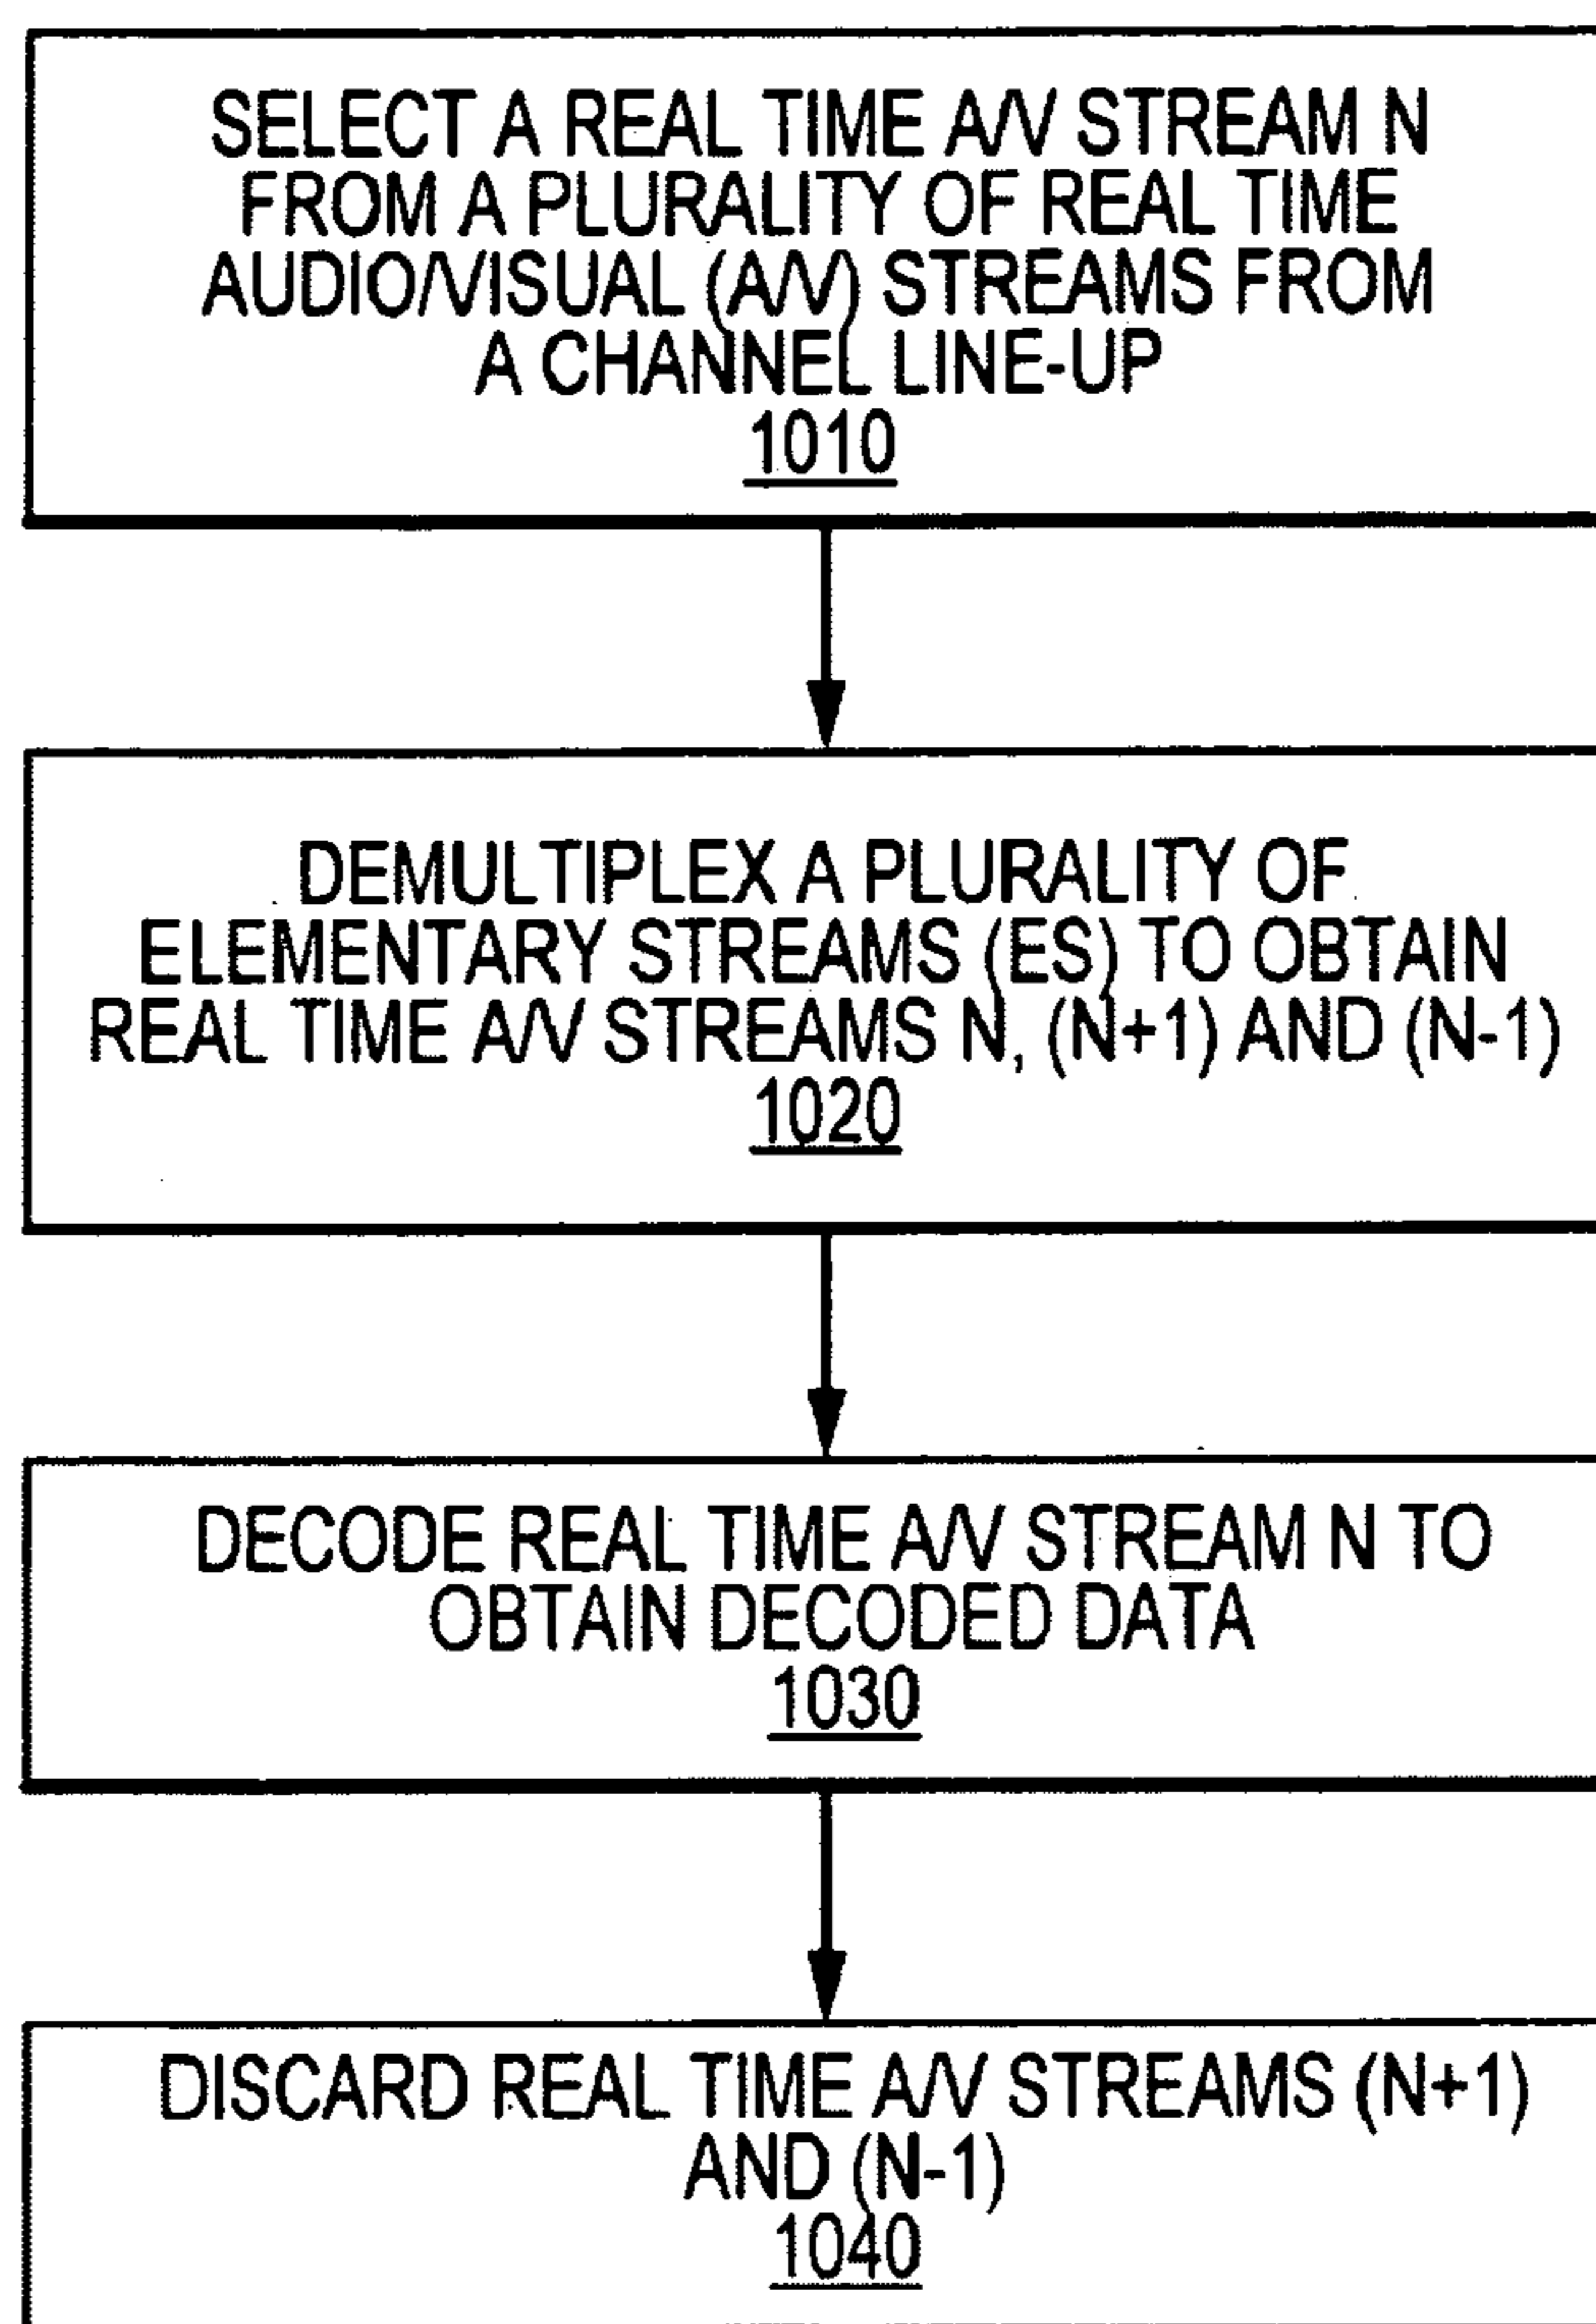 SELECT A REAL TIME A/V STREAM N
FROM A PLURALITY OF REAL TIME
AUDIO/VISUAL (A/V) STREAMS FROM
A CHANNEL LINE-UP
1010
DEMULTIPLEX A PLURALITY OF
ELEMENTARY STREAMS (ES) TO OBTAIN
REAL TIME A/V STREAMS N, (N+1) AND (N-1)
1020
DECODE REAL TIME A/V STREAM N TO
OBTAIN DECODED DATA
1030
DISCARD REAL TIME A/V STREAMS (N+1)
AND (N-1)
1040